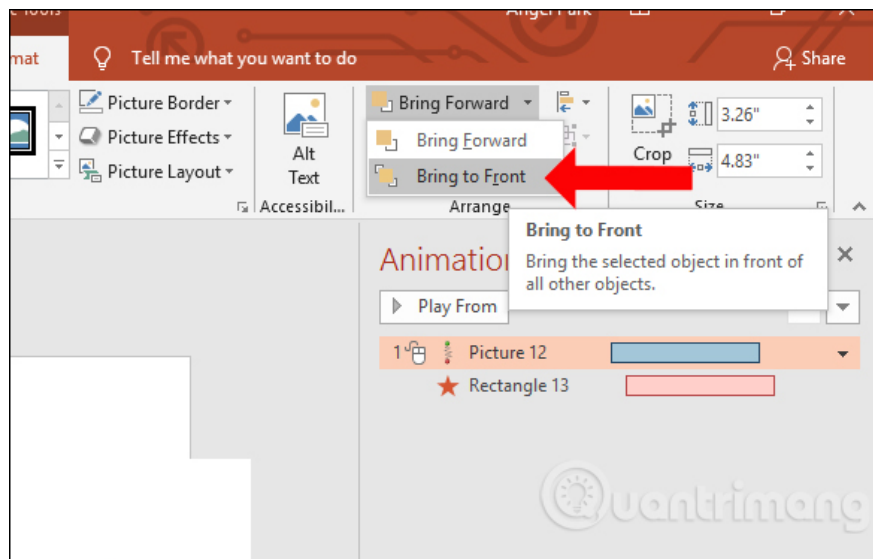 Tell me what you want to do
Share
mat
Picture Border
Picture Effects
Picture Layout
Alt
Text
Accessibil...
Bring Forward
Bring Forward
Bring to Front
Arrange
Crop
3.26"
4.83"
Size
Bring to Front
Bring the selected object in front of
all other objects.
Animation
Play From
1 Picture 12
Rectangle 13
Quantrimang